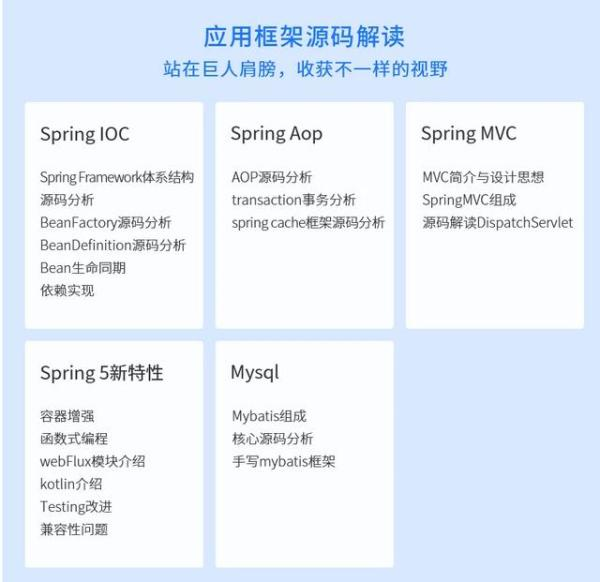 应用框架源码解读
站在巨人肩膀，收获不一样的视野
Spring IOC
Spring Framework体系结构
源码分析
BeanFactory源码分析
BeanDefinition源码分析
Bean生命同期
依赖实现
Spring Aop
AOP源码分析
transaction事务分析
spring cache框架源码分析
Spring MVC
MVC简介与设计思想
SpringMVC组成
源码解读DispatchServlet
Spring 5新特性
容器增强
函数式编程
webFlux模块介绍
kotlin介绍
Testing改进
兼容性问题
Mysql
Mybatis组成
核心源码分析
手写mybatis框架